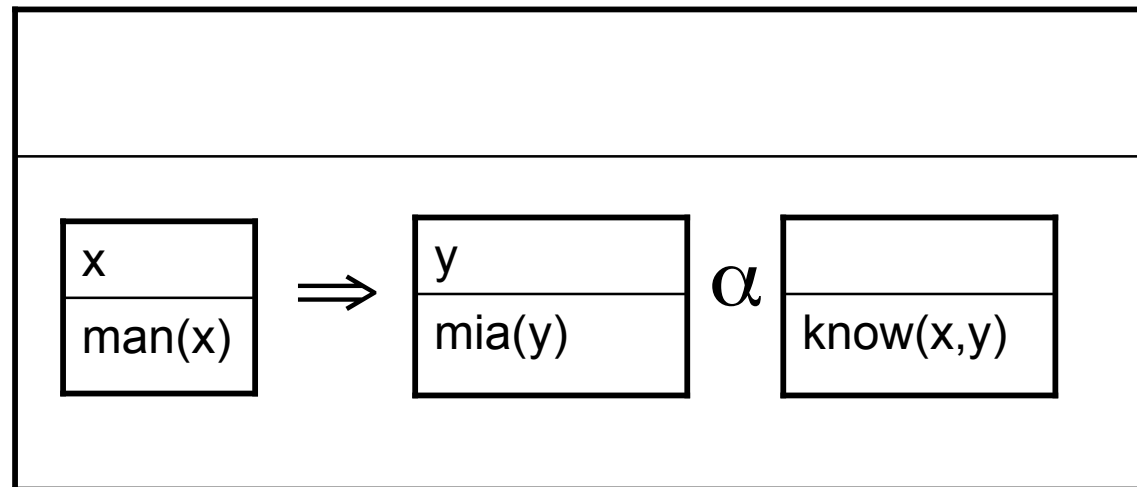 x ⇒ y α
man(x) mia(y) know(x,y)